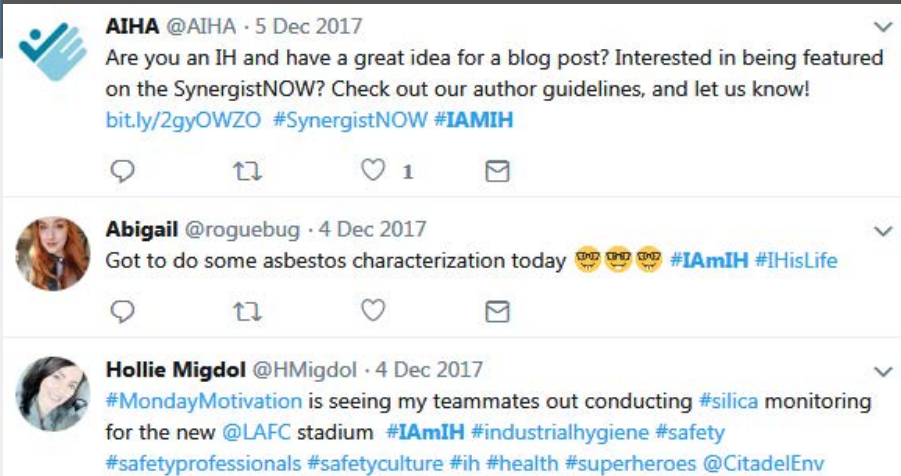 AIHA @AIHA · 5 Dec 2017
Are you an IH and have a great idea for a blog post? Interested in being featured
on the SynergistNOW? Check out our author guidelines, and let us know!
bit.ly/2gyOWZO #SynergistNOW #IAMIH
1
Abigail @roguebug · 4 Dec 2017
Got to do some asbestos characterization today 🤓🤓🤓 #IAmIH #IHisLife
Hollie Migdol @HMigdol · 4 Dec 2017
#MondayMotivation is seeing my teammates out conducting #silica monitoring
for the new @LAFC stadium #IAmIH #industrialhygiene #safety
#safetyprofessionals #safetyculture #ih #health #superheroes @CitadelEnv